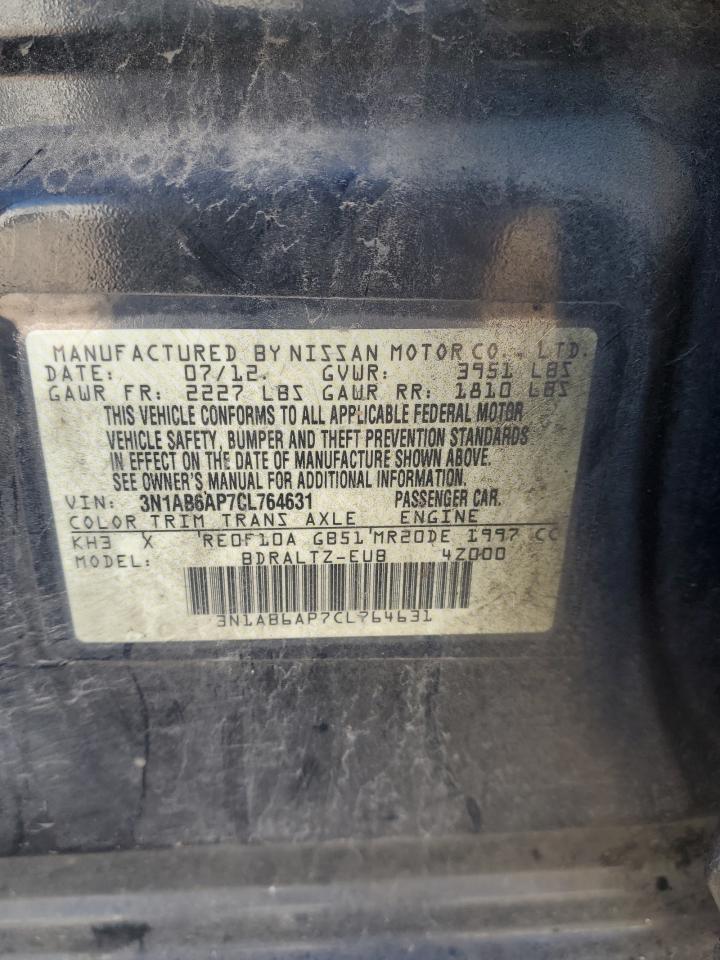 MANUFACTURED BY NISSAN MOTOR CO., LTD.
DATE: 07/12. GVWR: 3951 LBS
GAWR FR: 2227 LBS GAWR RR: 1810 LBS
THIS VEHICLE CONFORMS TO ALL APPLICABLE FEDERAL MOTOR
VEHICLE SAFETY, BUMPER AND THEFT PREVENTION STANDARDS
IN EFFECT ON THE DATE OF MANUFACTURE SHOWN ABOVE.
SEE OWNER'S MANUAL FOR ADDITIONAL INFORMATION.
VIN: 3N1AB6AP7CL764631 PASSENGER CAR.
COLOR TRIM TRANS AXLE ENGINE
KH3 X 'RE0F10A GB51'MR20DE 1997 CC
MODEL: BDRALTZ-EUB 4Z000
3N1AB6AP7CL764631